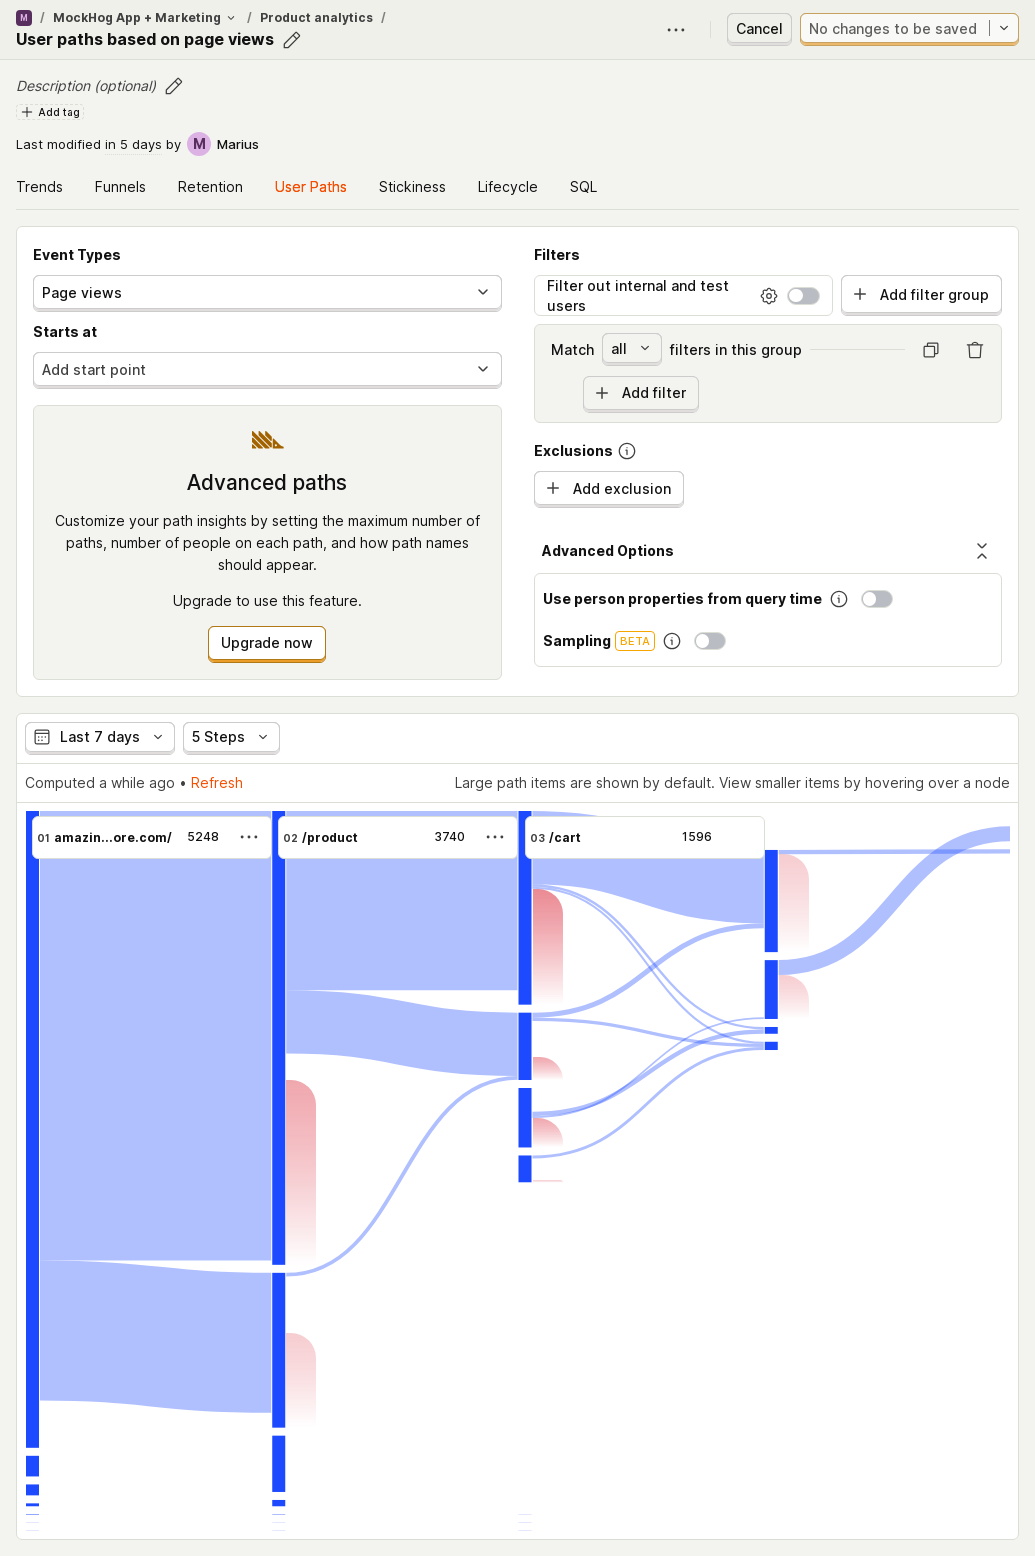 M / MockHog App + Marketing / Product analytics /
User paths based on page views
Cancel
No changes to be saved
Description (optional)
Add tag
Last modified in 5 days by M Marius
Trends Funnels Retention User Paths Stickiness Lifecycle SQL
Event Types
Page views
Starts at
Add start point
Advanced paths
Customize your path insights by setting the maximum number of
paths, number of people on each path, and how path names
should appear.
Upgrade to use this feature.
Upgrade now
Filters
Filter out internal and test
users
Add filter group
Match all filters in this group
Add filter
Exclusions
Add exclusion
Advanced Options
Use person properties from query time
Sampling BETA
Last 7 days 5 Steps
Computed a while ago • Refresh
Large path items are shown by default. View smaller items by hovering over a node
01 amazin...ore.com/ 5248
02 /product 3740
03 /cart 1596